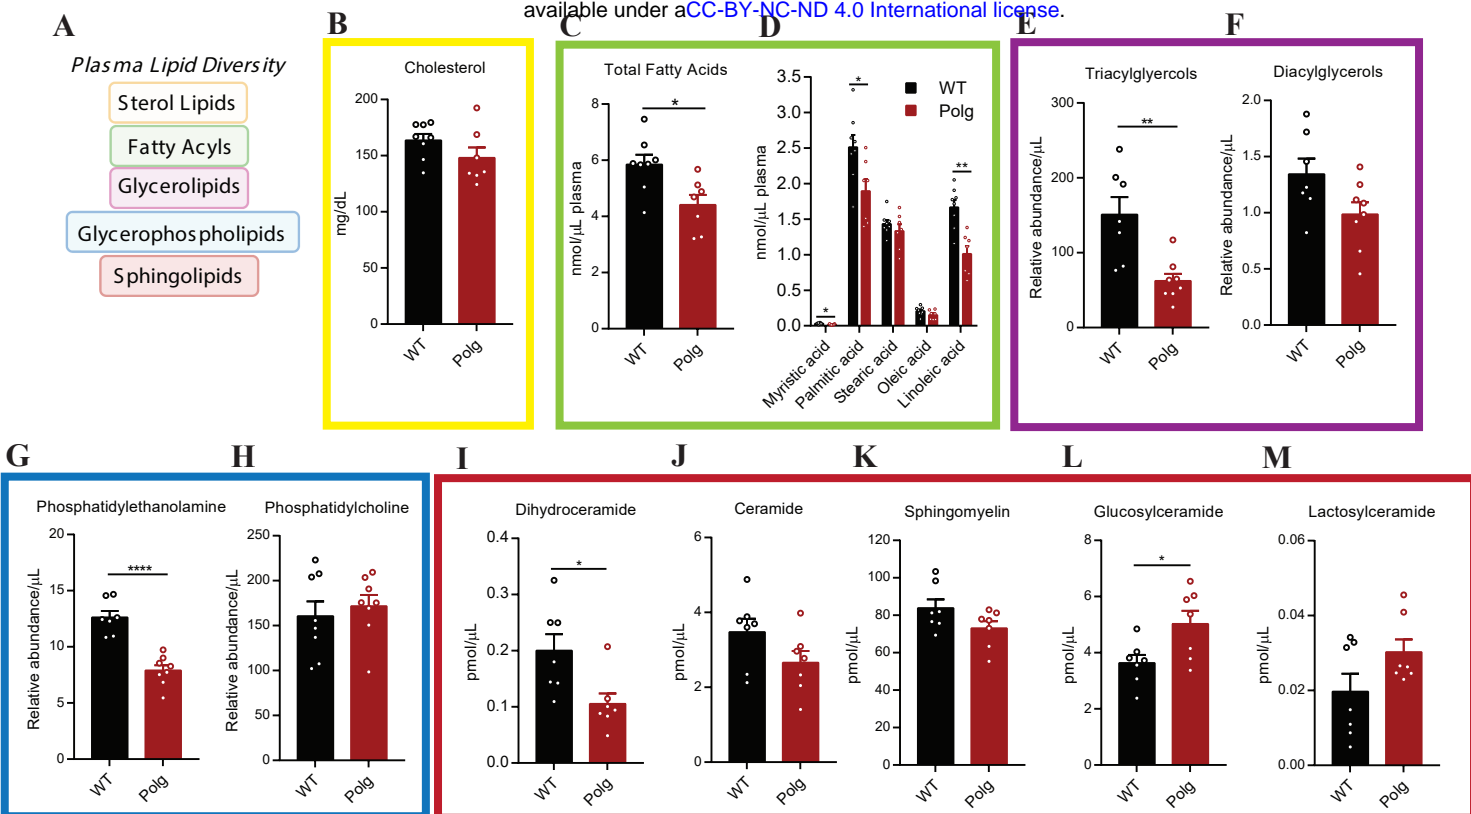 available under aCC-BY-NC-ND 4.0 International license.
A
Plasma Lipid Diversity
Sterol Lipids
Fatty Acyls
Glycerolipids
Glycerophospholipids
Sphingolipids
B
Cholesterol
mg/dL
200
150
100
50
0
WT
Polg
C
Total Fatty Acids
nmol/µL plasma
8
6
4
2
0
*
WT
Polg
D
nmol/µL plasma
3.5
3.0
2.5
2.0
1.5
1.0
0.5
0.0
*
*
**
WT
Polg
Myristic acid
Palmitic acid
Stearic acid
Oleic acid
Linoleic acid
E
Triacylglyercols
Relative abundance/µL
300
200
100
0
**
WT
Polg
F
Diacylglycerols
Relative abundance/µL
2.0
1.5
1.0
0.5
0.0
WT
Polg
G
Phosphatidylethanolamine
Relative abundance/µL
20
15
10
5
0
****
WT
Polg
H
Phosphatidylcholine
Relative abundance/µL
250
200
150
100
50
0
WT
Polg
I
Dihydroceramide
pmol/µL
0.4
0.3
0.2
0.1
0.0
*
WT
Polg
J
Ceramide
pmol/µL
6
4
2
0
WT
Polg
K
Sphingomyelin
pmol/µL
120
100
80
60
40
20
0
WT
Polg
L
Glucosylceramide
pmol/µL
8
6
4
2
0
*
WT
Polg
M
Lactosylceramide
pmol/µL
0.06
0.04
0.02
0.00
WT
Polg